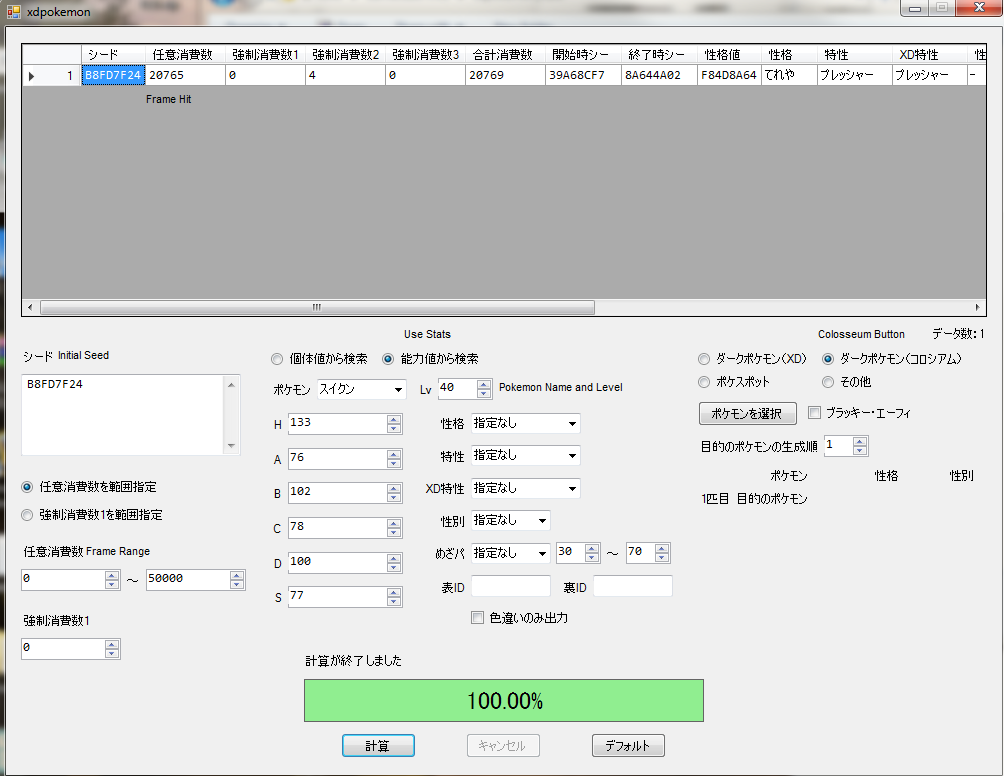 xdpokemon
シード 任意消費数 強制消費数1 強制消費数2 強制消費数3 合計消費数 開始時シー 終了時シー 性格値 性格 特性 XD特性 性
1 B8FD7F24 20765 0 4 0 20769 39A68CF7 8A644A02 F84D8A64 てれや プレッシャー プレッシャー -
Frame Hit
Use Stats
Colosseum Button データ数:1
シード Initial Seed
個体値から検索 能力値から検索
ダークポケモン(XD) ダークポケモン(コロシアム)
B8FD7F24
ポケモン スイクン Lv 40 Pokemon Name and Level
ポケスポット その他
H 133 性格 指定なし
ポケモンを選択 ブラッキー・エーフィ
A 76 特性 指定なし
目的のポケモンの生成順 1
ポケモン 性格 性別
任意消費数を範囲指定
B 102 XD特性 指定なし
1匹目 目的のポケモン
強制消費数1を範囲指定
C 78 性別 指定なし
任意消費数 Frame Range
D 100 めざパ 指定なし 30 ～ 70
0 ～ 50000
S 77 表ID 裏ID
強制消費数1
色違いのみ出力
0
計算が終了しました
100.00%
計算 キャンセル デフォルト